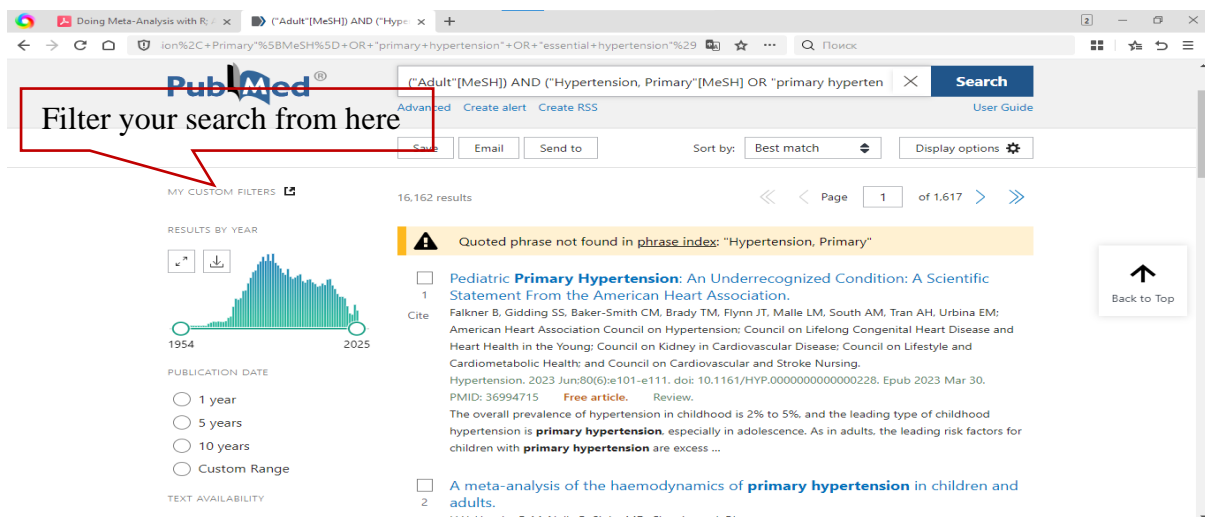 Doing Meta-Analysis with R; A
("Adult"[MeSH]) AND ("Hype
2
ion%2C+Primary"%5BMeSH%5D+OR+"primary+hypertension"+OR+"essential+hypertension"%29
Поиск
PubMed®
("Adult"[MeSH]) AND ("Hypertension, Primary"[MeSH] OR "primary hyperten
Search
Advanced Create alert Create RSS
User Guide
Filter your search from here
Save
Email
Send to
Sort by:
Best match
Display options
MY CUSTOM FILTERS
16,162 results
Page 1 of 1,617
RESULTS BY YEAR
1954
2025
PUBLICATION DATE
1 year
5 years
10 years
Custom Range
TEXT AVAILABILITY
Quoted phrase not found in phrase index: "Hypertension, Primary"
1
Cite
Pediatric Primary Hypertension: An Underrecognized Condition: A Scientific
Statement From the American Heart Association.
Falkner B, Gidding SS, Baker-Smith CM, Brady TM, Flynn JT, Malle LM, South AM, Tran AH, Urbina EM;
American Heart Association Council on Hypertension; Council on Lifelong Congenital Heart Disease and
Heart Health in the Young; Council on Kidney in Cardiovascular Disease; Council on Lifestyle and
Cardiometabolic Health; and Council on Cardiovascular and Stroke Nursing.
Hypertension. 2023 Jun;80(6):e101-e111. doi: 10.1161/HYP.0000000000000228. Epub 2023 Mar 30.
PMID: 36994715 Free article. Review.
The overall prevalence of hypertension in childhood is 2% to 5%, and the leading type of childhood
hypertension is primary hypertension, especially in adolescence. As in adults, the leading risk factors for
children with primary hypertension are excess ...
2
A meta-analysis of the haemodynamics of primary hypertension in children and
adults.
Back to Top